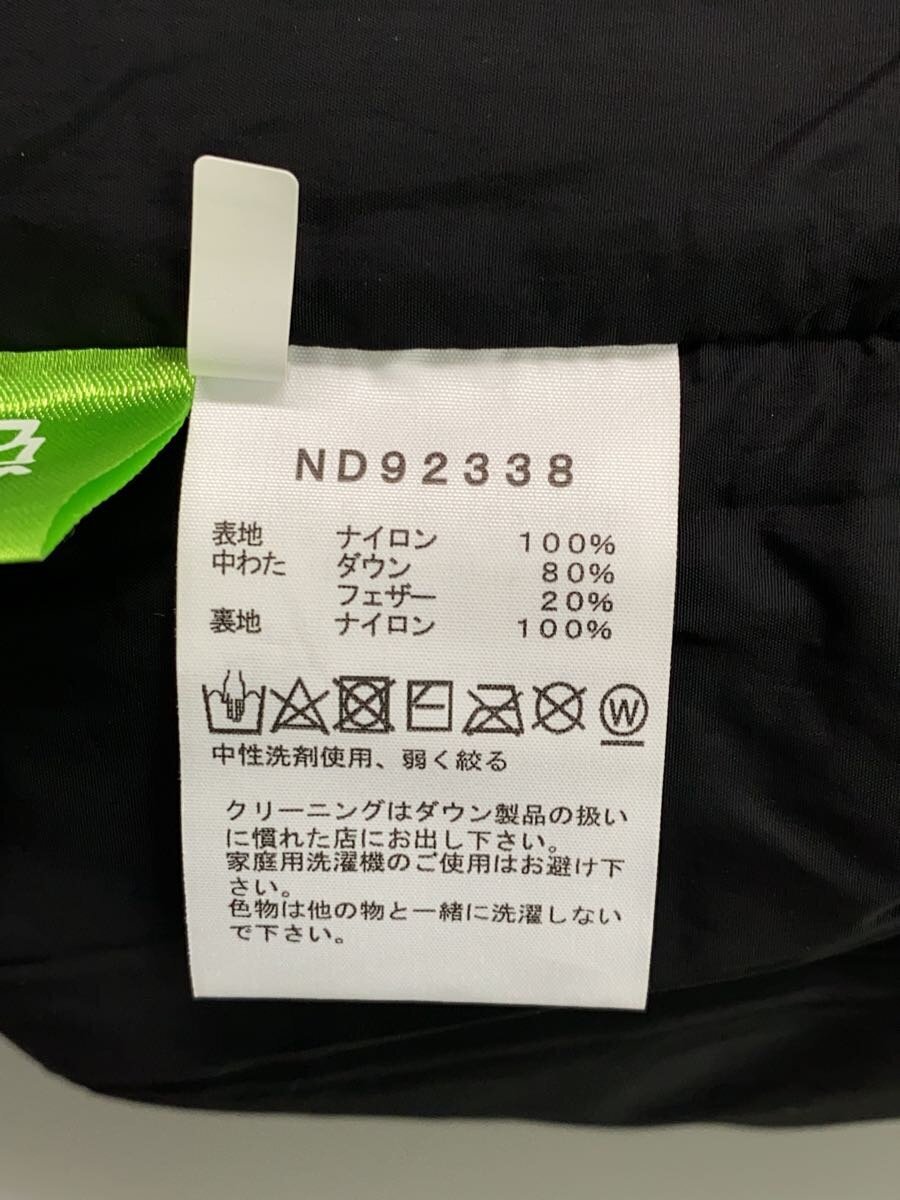 ND92338
表地 ナイロン 100%
中わた ダウン 80%
フェザー 20%
裏地 ナイロン 100%
W
中性洗剤使用、弱く絞る
クリーニングはダウン製品の扱い
に慣れた店にお出し下さい。
家庭用洗濯機のご使用はお避け下
さい。
色物は他の物と一緒に洗濯しない
で下さい。